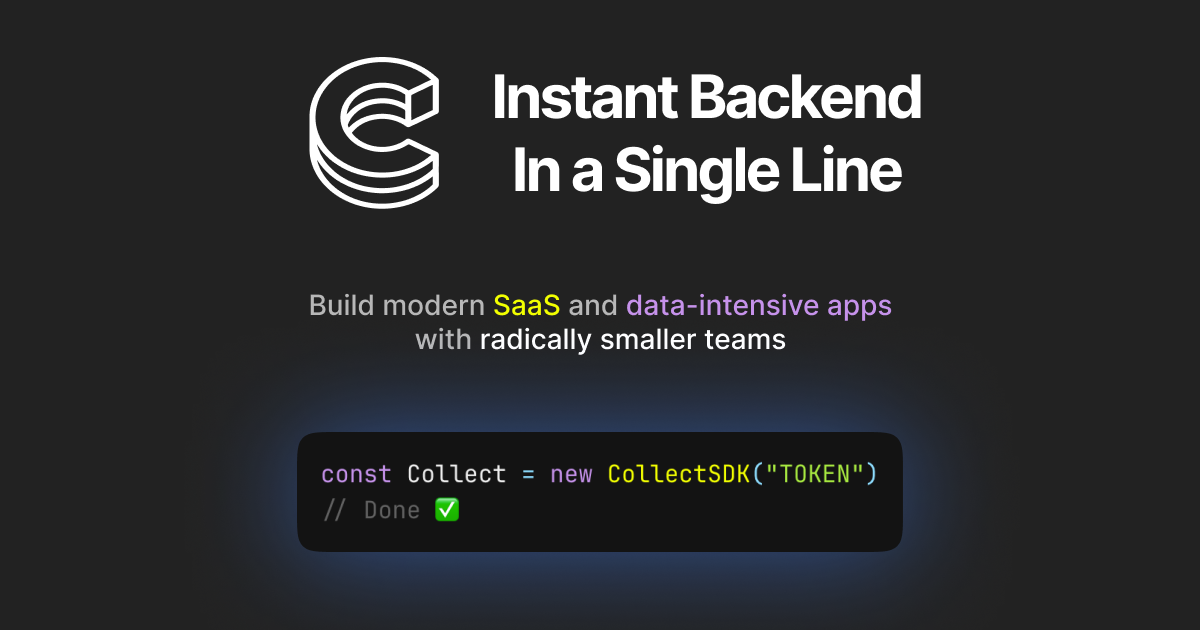 Instant Backend
In a Single Line
Build modern SaaS and data-intensive apps
with radically smaller teams
const Collect = new CollectSDK("TOKEN")
// Done ✅